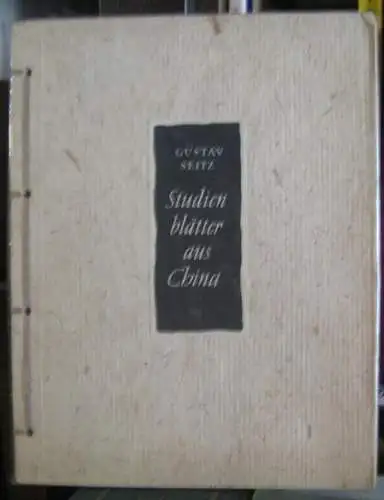 GUSTAV
SEITZ
Studien
blätter
aus
China